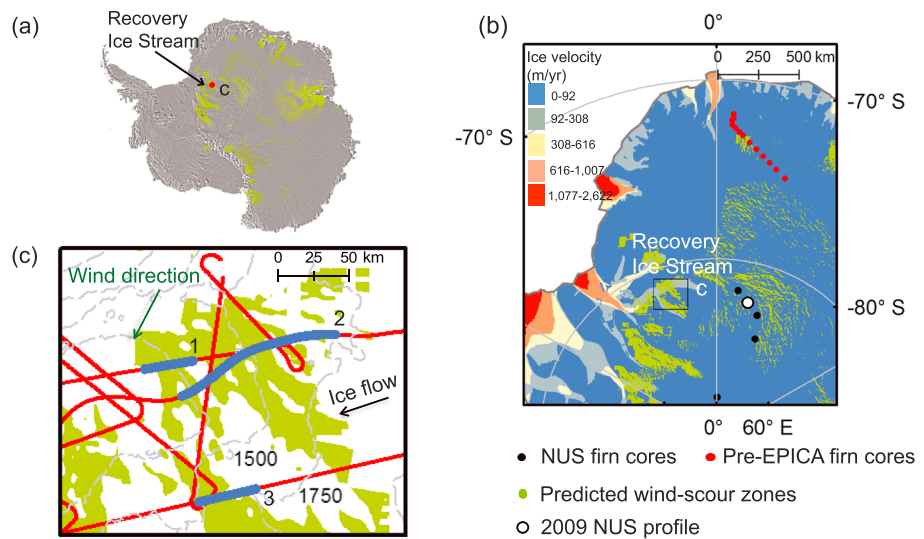 (a)
Recovery
Ice Stream
C
(b)
0°
Ice velocity
(m/yr)
0-92
92-308
308-616
616-1,007
1,077-2,622
0 250 500 km
-70° S
-70° S
Recovery
Ice Stream
C
-80° S
0° 60° E
(c)
Wind direction
0 25 50 km
1
2
Ice flow
1500
1750
3
NUS firn cores
Pre-EPICA firn cores
Predicted wind-scour zones
2009 NUS profile